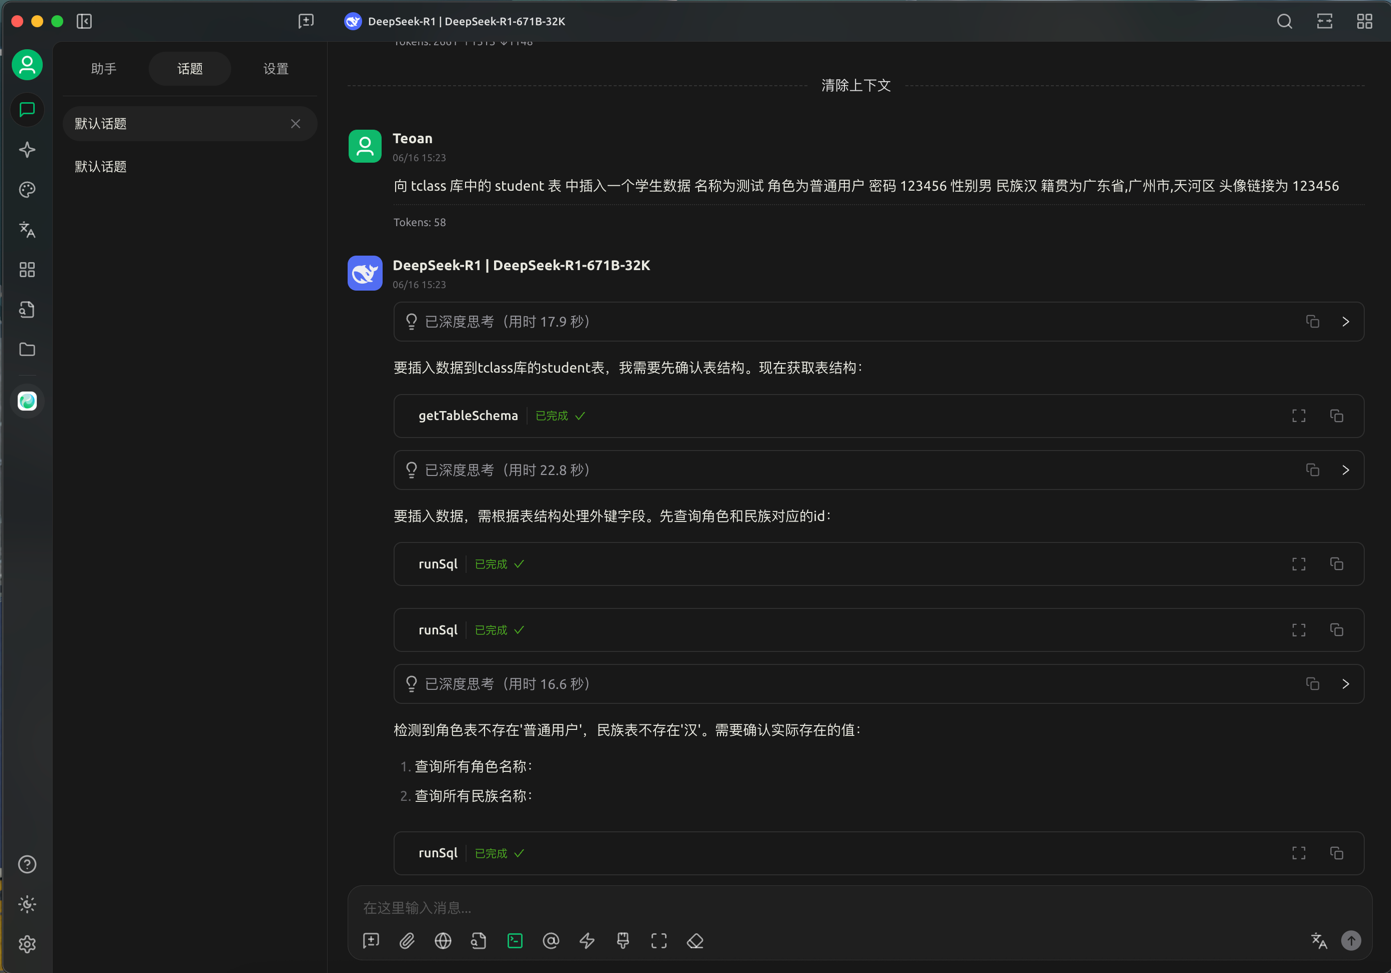 DeepSeek-R1 | DeepSeek-R1-671B-32K
助手
话题
设置
默认话题
默认话题
Tokens: 2661 ↑1513 ↓1148
清除上下文
Teoan
06/16 15:23
向 tclass 库中的 student 表 中插入一个学生数据 名称为测试 角色为普通用户 密码 123456 性别男 民族汉 籍贯为广东省,广州市,天河区 头像链接为 123456
Tokens: 58
DeepSeek-R1 | DeepSeek-R1-671B-32K
06/16 15:23
已深度思考（用时 17.9 秒）
要插入数据到tclass库的student表，我需要先确认表结构。现在获取表结构：
getTableSchema 已完成
已深度思考（用时 22.8 秒）
要插入数据，需根据表结构处理外键字段。先查询角色和民族对应的id：
runSql 已完成
runSql 已完成
已深度思考（用时 16.6 秒）
检测到角色表不存在'普通用户'，民族表不存在'汉'。需要确认实际存在的值：
1. 查询所有角色名称：
2. 查询所有民族名称：
runSql 已完成
在这里输入消息...